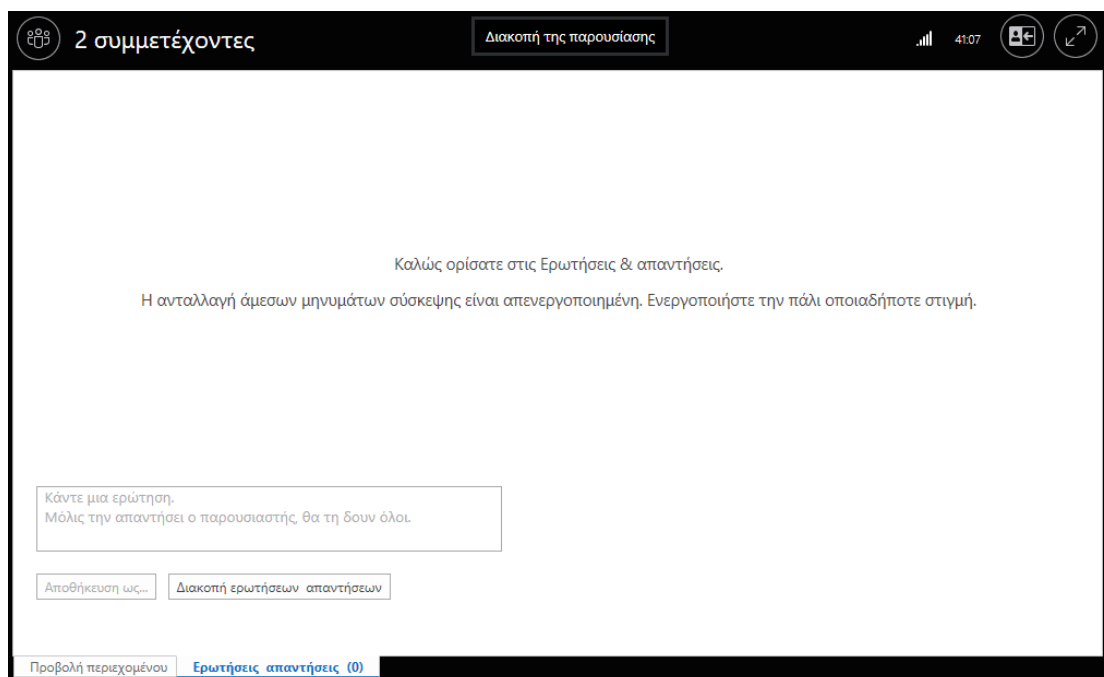 2 συμμετέχοντες
Διακοπή της παρουσίασης
41:07
Καλώς ορίσατε στις Ερωτήσεις & απαντήσεις.
Η ανταλλαγή άμεσων μηνυμάτων σύσκεψης είναι απενεργοποιημένη. Ενεργοποιήστε την πάλι οποιαδήποτε στιγμή.
Κάντε μια ερώτηση.
Μόλις την απαντήσει ο παρουσιαστής, θα τη δουν όλοι.
Αποθήκευση ως...
Διακοπή ερωτήσεων απαντήσεων
Προβολή περιεχομένου
Ερωτήσεις απαντήσεις (0)